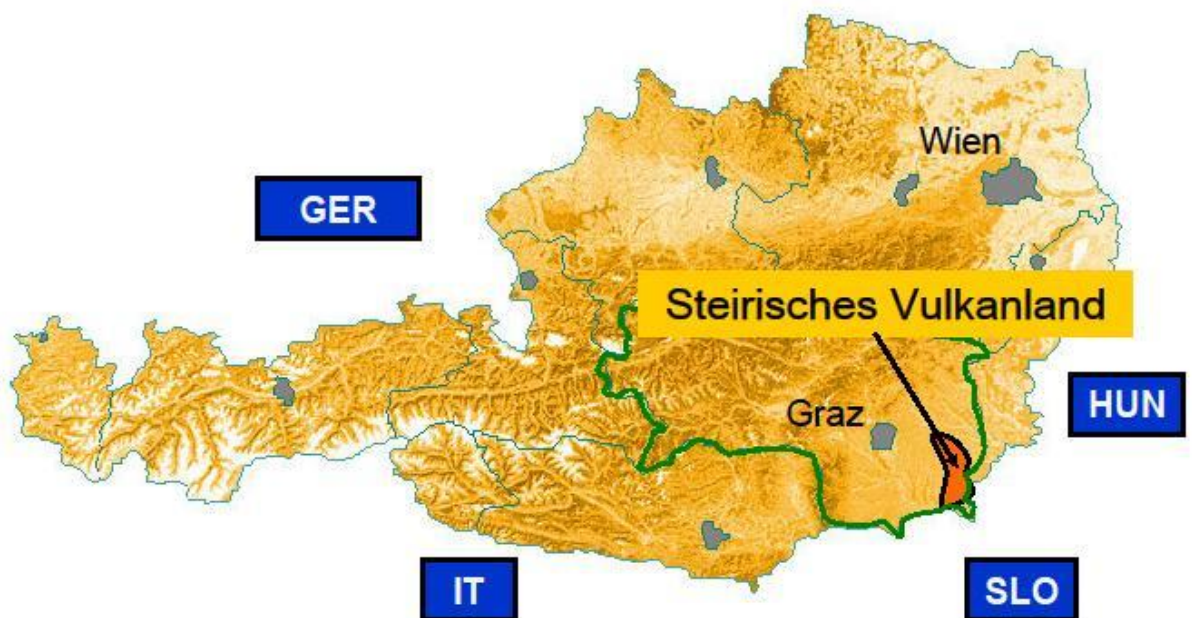 Wien
GER
Steirisches Vulkanland
HUN
Graz
IT
SLO